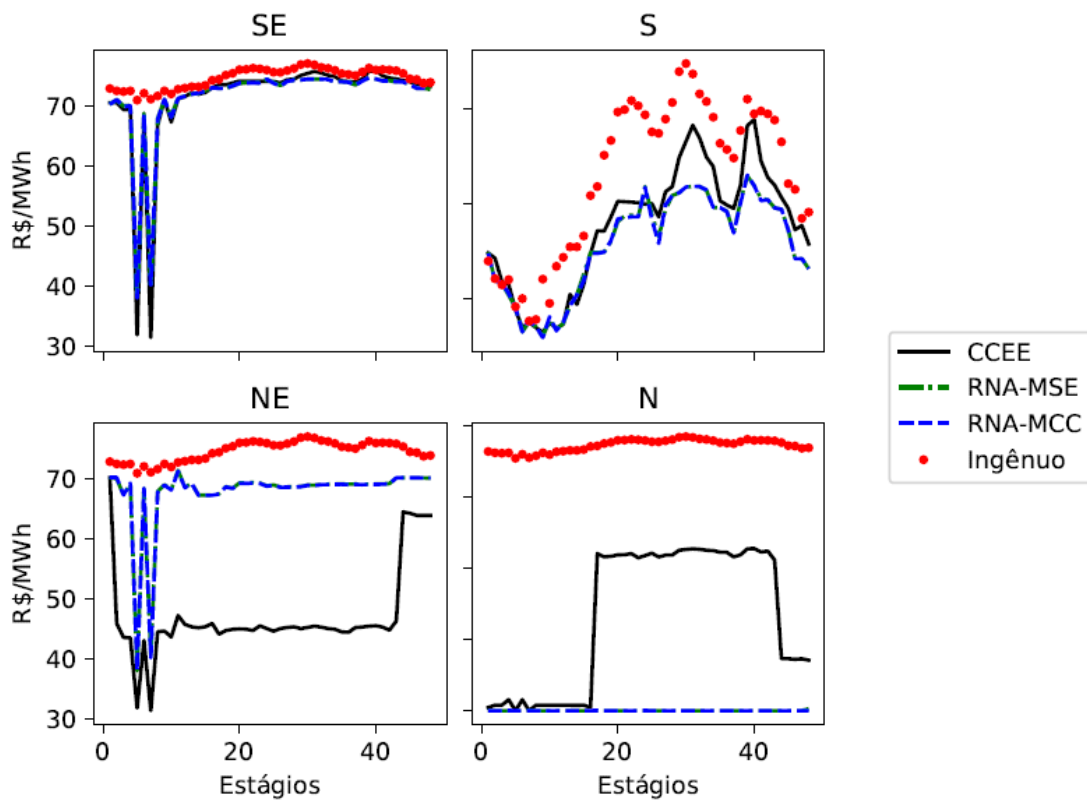 SE
S
R$/MWh
70
60
50
40
30
NE
N
R$/MWh
70
60
50
40
30
0
20
40
Estágios
0
20
40
Estágios
CCEE
RNA-MSE
RNA-MCC
Ingênuo